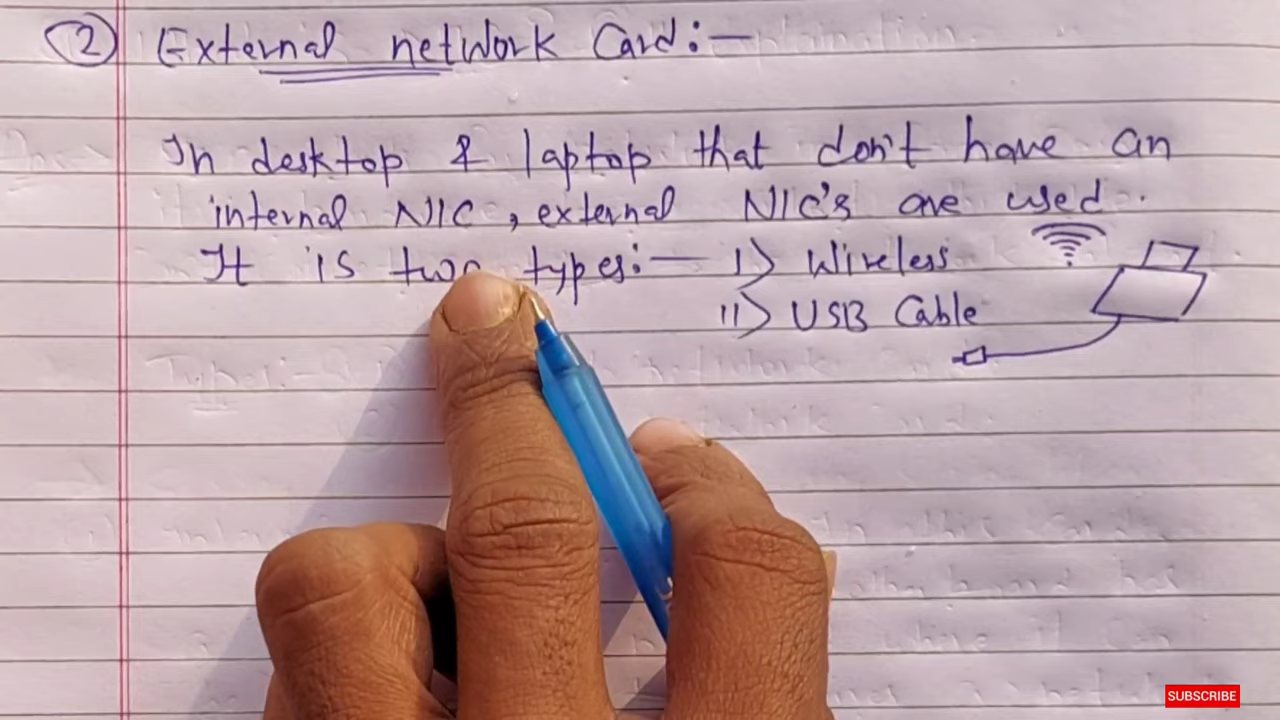 ② External network Card:-
In desktop & laptop that don't have an
internal NIC, external NIC's are used.
It is two types:- i) Wireless
ii) USB Cable
SUBSCRIBE